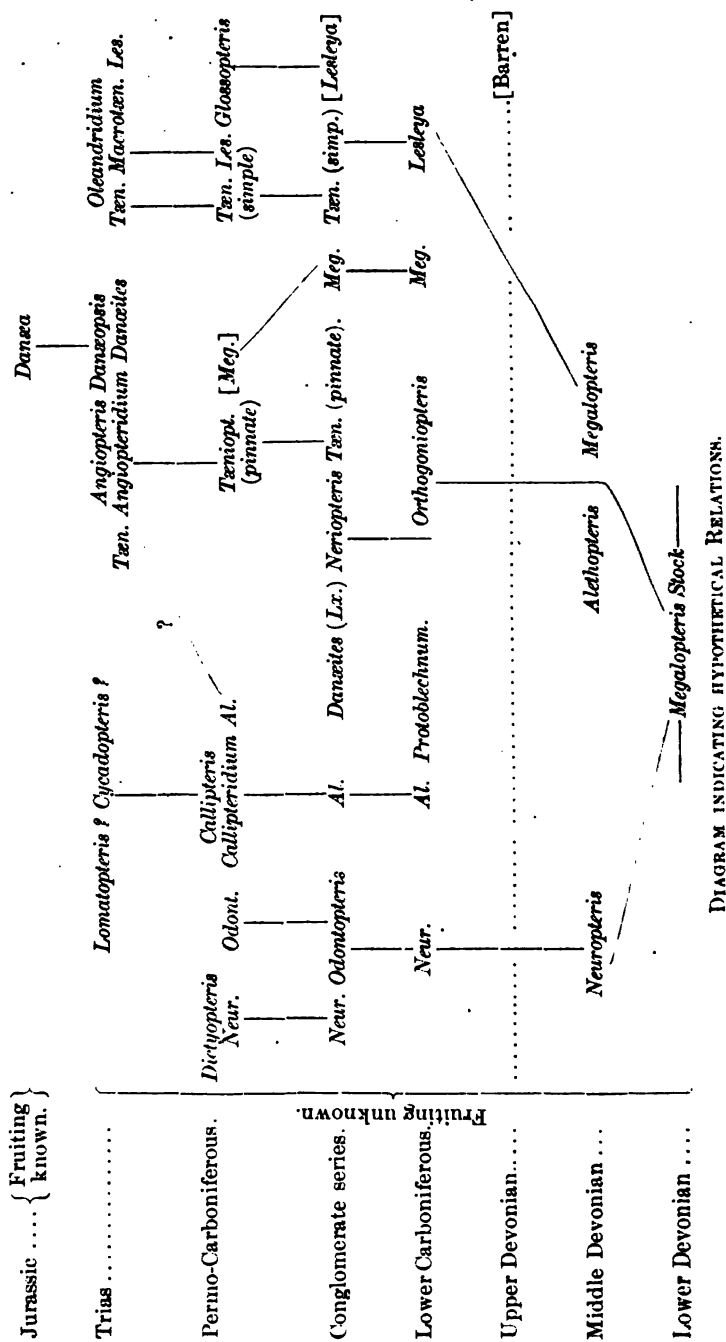 Jurassic .... { Fruiting known. }
Danæa
Trias...............
Lomatopteris ? Cycadopteris ?
Angiopteris Danæopsis
Tæn. Angiopteridium Danæites
Oleandridium
Tæn. Macrotæn. Les.
Permo-Carboniferous.
Dictyopteris
Neur.
Odont.
Callipteris
Callipteridium Al.
?
Tæniopt. [Meg.]
(pinnate)
Tæn. Les. Glossopteris
(simple)
Fruiting unknown.
Conglomerate series.
Neur. Odontopteris
Al.
Danæites (Lx.) Neriopteris Tæn. (pinnate).
Meg.
Tæn. (simp.) [Lesleya]
Lower Carboniferous.
Neur.
Al.
Protoblechnum.
Orthogoniopteris
Meg.
Lesleya
Upper Devonian.....
[Barren]
Middle Devonian ...
Neuropteris
Alethopteris
Megalopteris
Lower Devonian ....
Megalopteris Stock
DIAGRAM INDICATING HYPOTHETICAL RELATIONS.